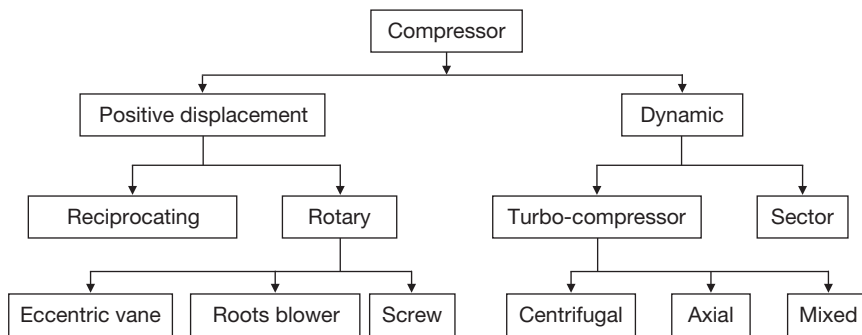 Compressor
Positive displacement
Dynamic
Reciprocating
Rotary
Turbo-compressor
Sector
Eccentric vane
Roots blower
Screw
Centrifugal
Axial
Mixed